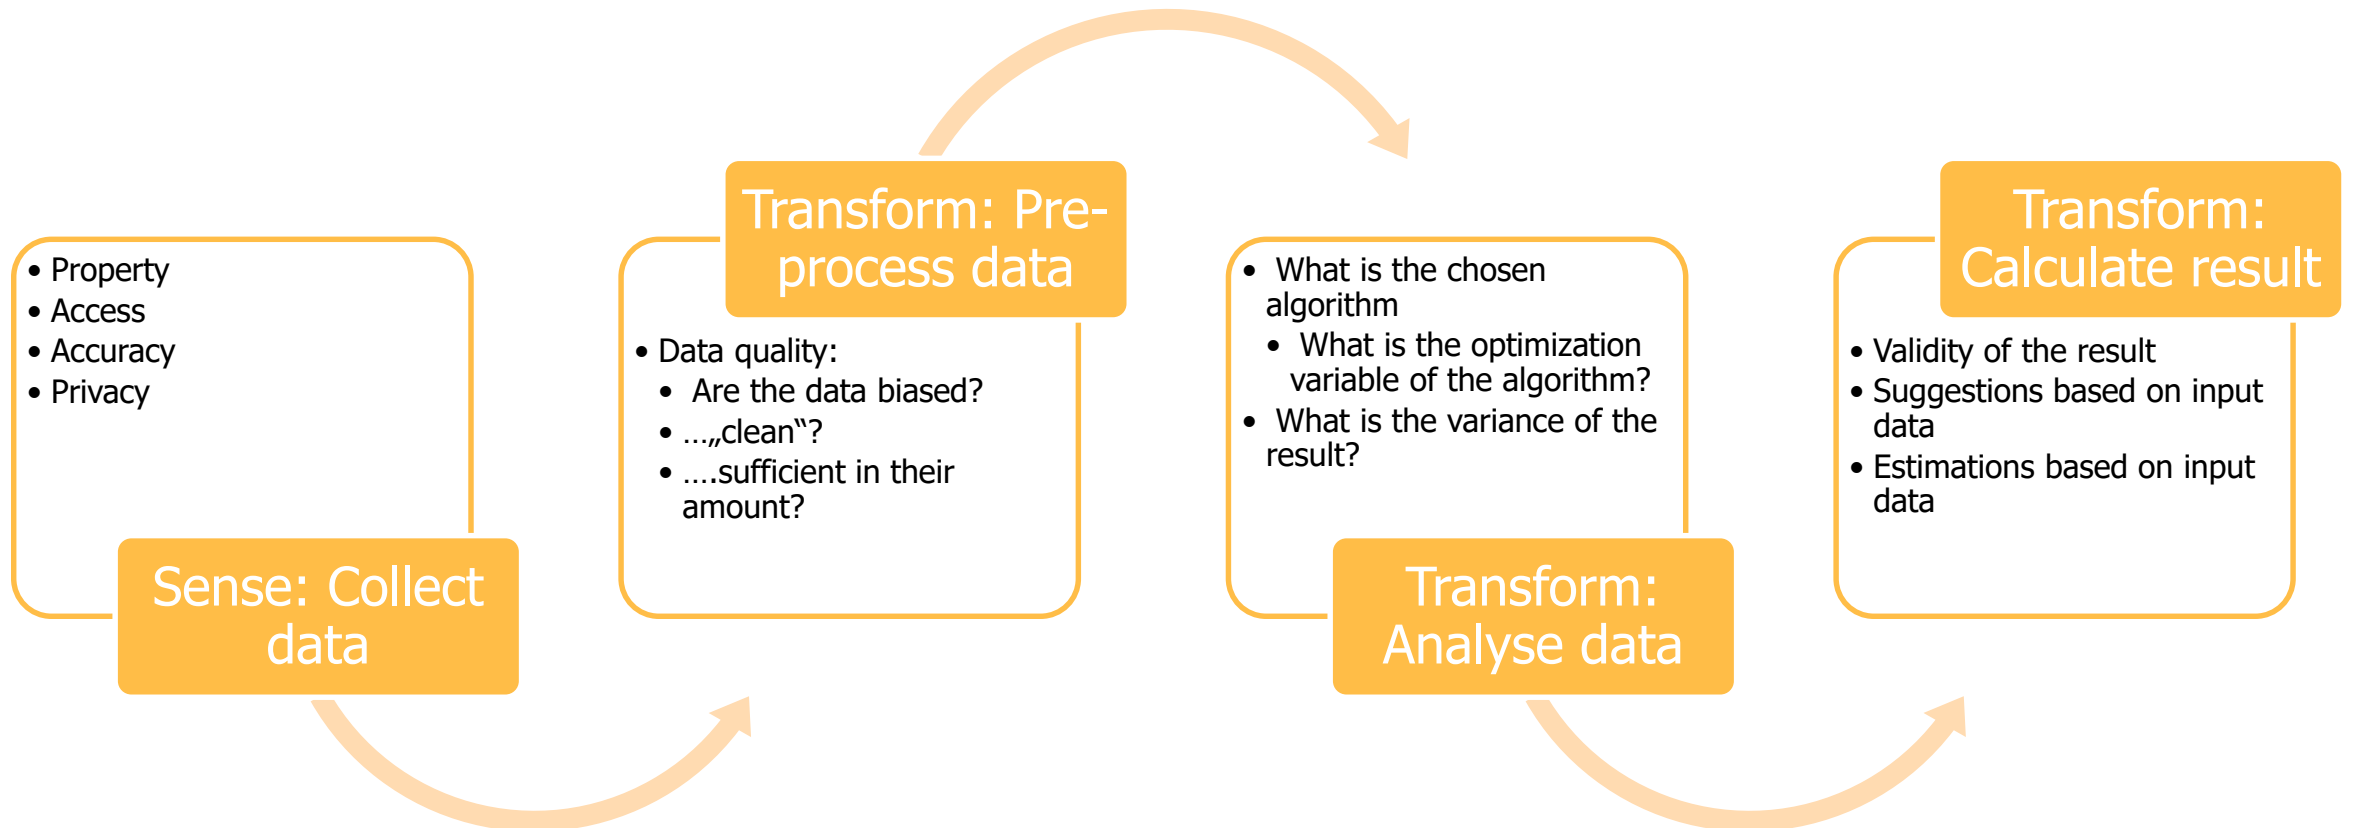 • Property
• Access
• Accuracy
• Privacy
Sense: Collect
data
Transform: Pre-
process data
• Data quality:
• Are the data biased?
• …„clean“?
• ….sufficient in their
amount?
• What is the chosen
algorithm
• What is the optimization
variable of the algorithm?
• What is the variance of the
result?
Transform:
Analyse data
Transform:
Calculate result
• Validity of the result
• Suggestions based on input
data
• Estimations based on input
data